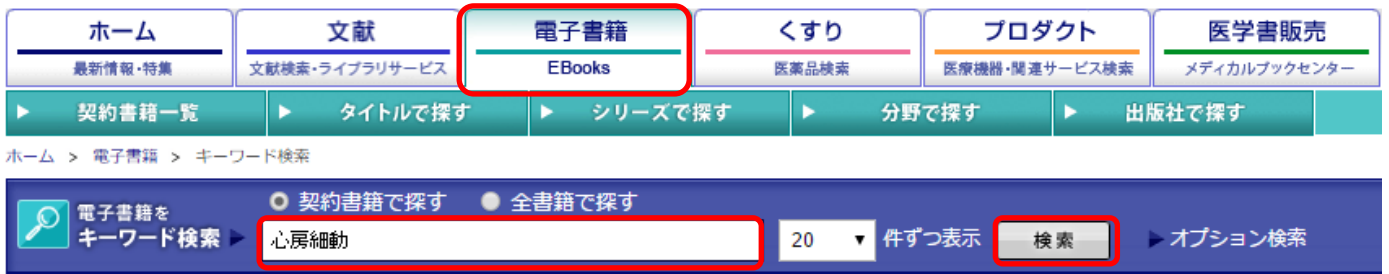 ホーム 文献 電子書籍 くすり プロダクト 医学書販売
最新情報・特集 文献検索・ライブラリサービス EBooks 医薬品検索 医療機器・関連サービス検索 メディカルブックセンター
▶ 契約書籍一覧 ▶ タイトルで探す ▶ シリーズで探す ▶ 分野で探す ▶ 出版社で探す
ホーム > 電子書籍 > キーワード検索
契約書籍で探す 全書籍で探す
電子書籍を
キーワード検索 ▶ 心房細動 20 ▼ 件ずつ表示 検索 ▶ オプション検索